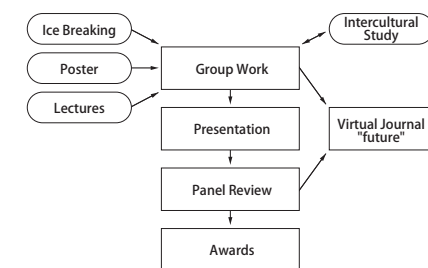 Ice Breaking
Intercultural
Study
Poster
Group Work
Lectures
Presentation
Virtual Journal
"future"
Panel Review
Awards